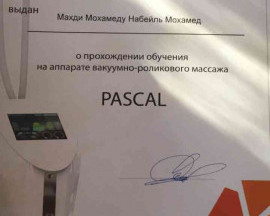 выдан
Махди Мохамеду Набейль Мохамед
о прохождении обучения
на аппарате вакуумно-роликового массажа
PASCAL